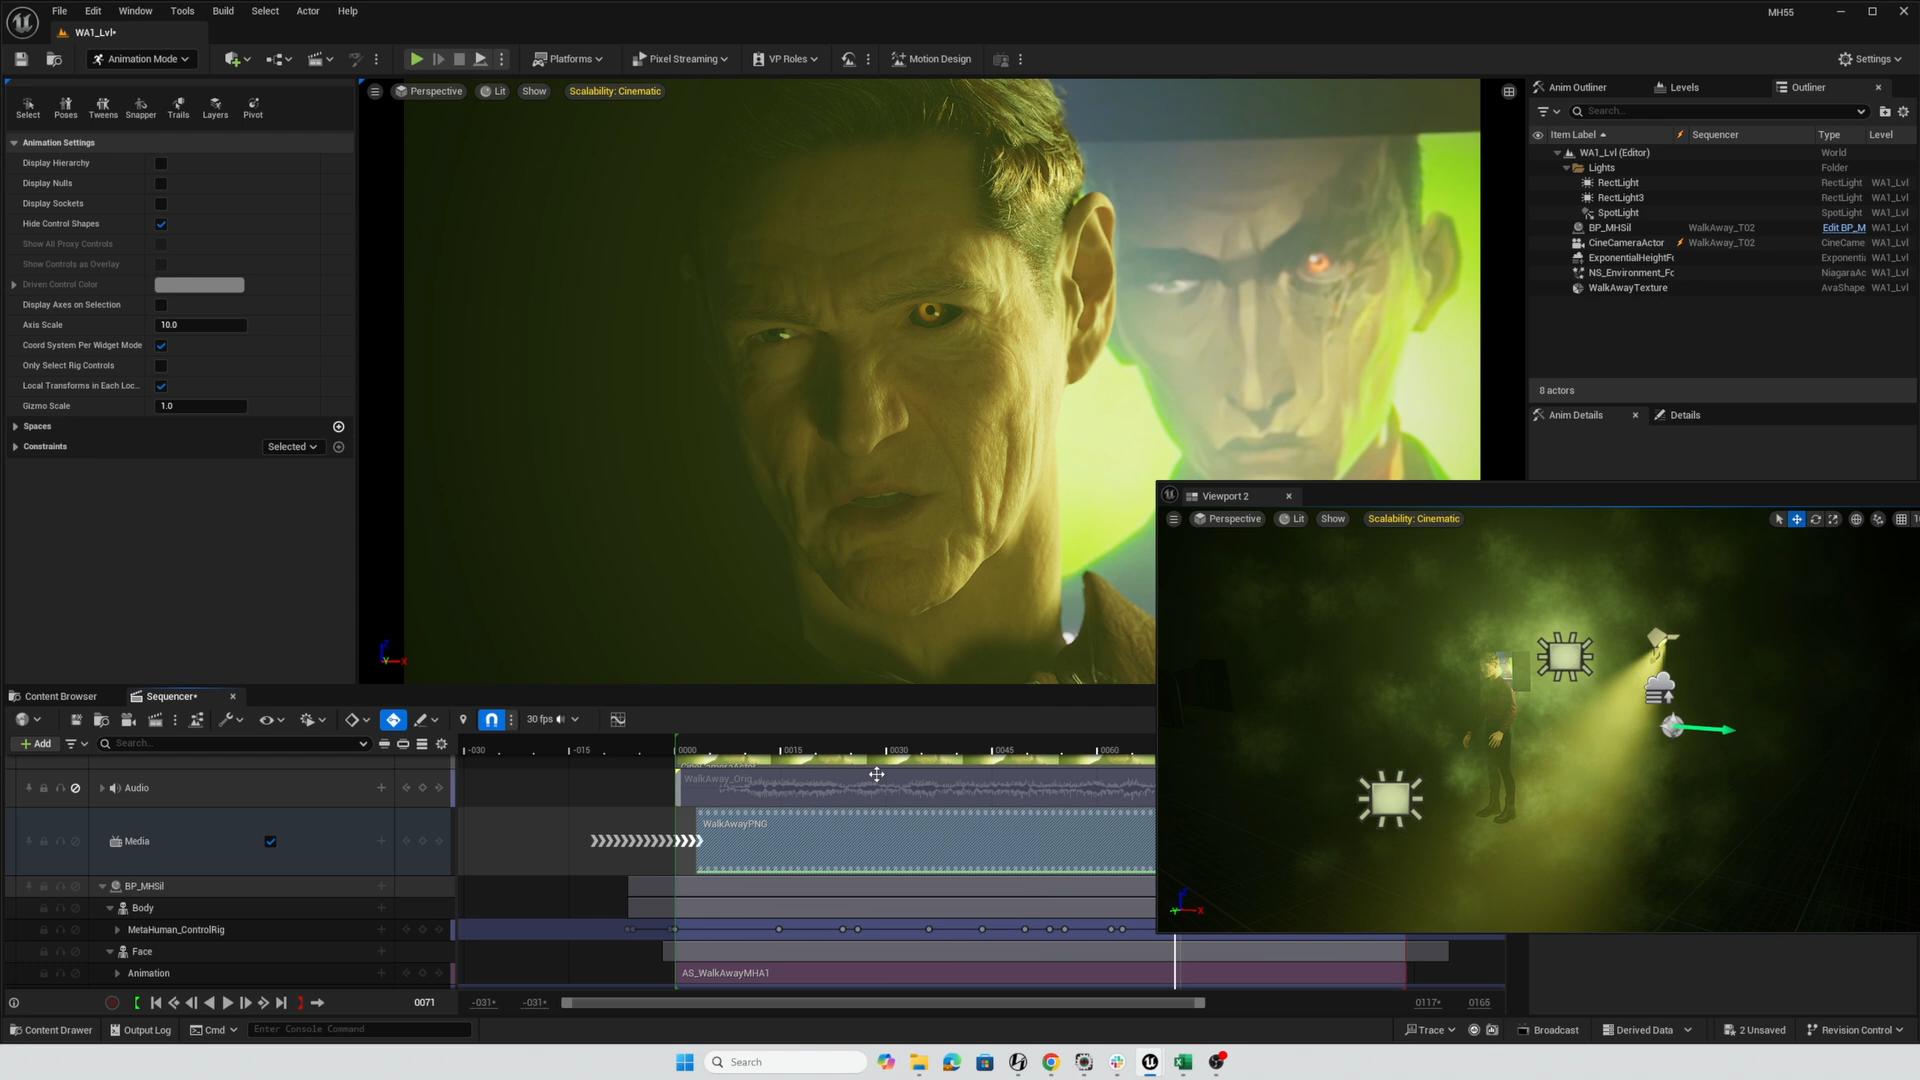 File Edit Window Tools Build Select Actor Help
MH55
WA1_Lvl*
Animation Mode
Platforms
Pixel Streaming
VP Roles
Motion Design
Settings
Select Poses Tweens Snapper Trails Layers Pivot
Animation Settings
Display Hierarchy
Display Nulls
Display Sockets
Hide Control Shapes
Show All Proxy Controls
Show Controls as Overlay
Driven Control Color
Display Axes on Selection
Axis Scale 10.0
Coord System Per Widget Mode
Only Select Rig Controls
Local Transforms in Each Loc...
Gizmo Scale 1.0
Spaces
Constraints Selected
Perspective Lit Show Scalability: Cinematic
Anim Outliner Levels Outliner
Search...
Item Label Sequencer Type Level
WA1_Lvl (Editor) World
Lights Folder
RectLight RectLight WA1_Lvl
RectLight3 RectLight WA1_Lvl
SpotLight SpotLight WA1_Lvl
BP_MHSil WalkAway_T02 Edit BP_M WA1_Lvl
CineCameraActor WalkAway_T02 CineCame WA1_Lvl
ExponentialHeightFo Exponenti WA1_Lvl
NS_Environment_Fo NiagaraAc WA1_Lvl
WalkAwayTexture AvaShape WA1_Lvl
8 actors
Anim Details Details
Viewport 2
Perspective Lit Show Scalability: Cinematic
Content Browser Sequencer*
30 fps
Add Search...
-030 -015 0000 0015 0030 0045 0060
CineCameraActor
Audio WalkAway_Orig
Media WalkAwayPNG
BP_MHSil
Body
MetaHuman_ControlRig
Face
Animation AS_WalkAwayMHA1
0071 -031+ -031+ 0117+ 0165
Content Drawer Output Log Cmd Enter Console Command
Trace Broadcast Derived Data 2 Unsaved Revision Control
Search